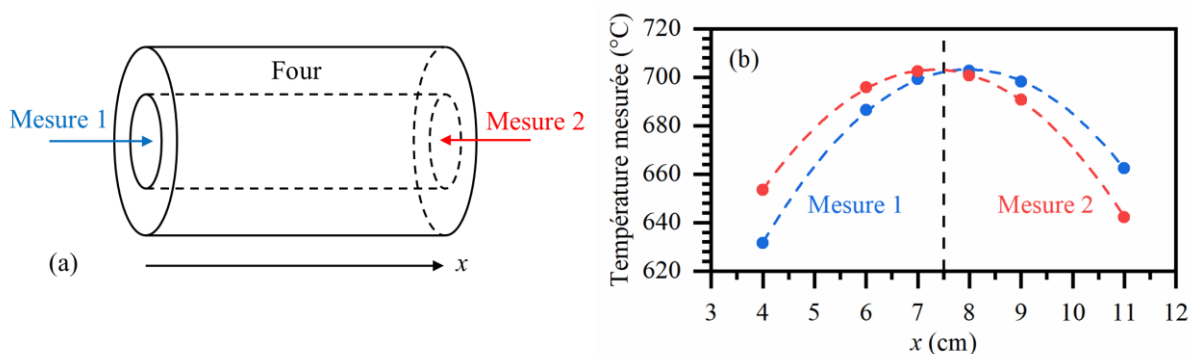 Four
Mesure 1
Mesure 2
(a)
x
Température mesurée (°C)
720
700
680
660
640
620
(b)
Mesure 1
Mesure 2
3 4 5 6 7 8 9 10 11 12
x (cm)